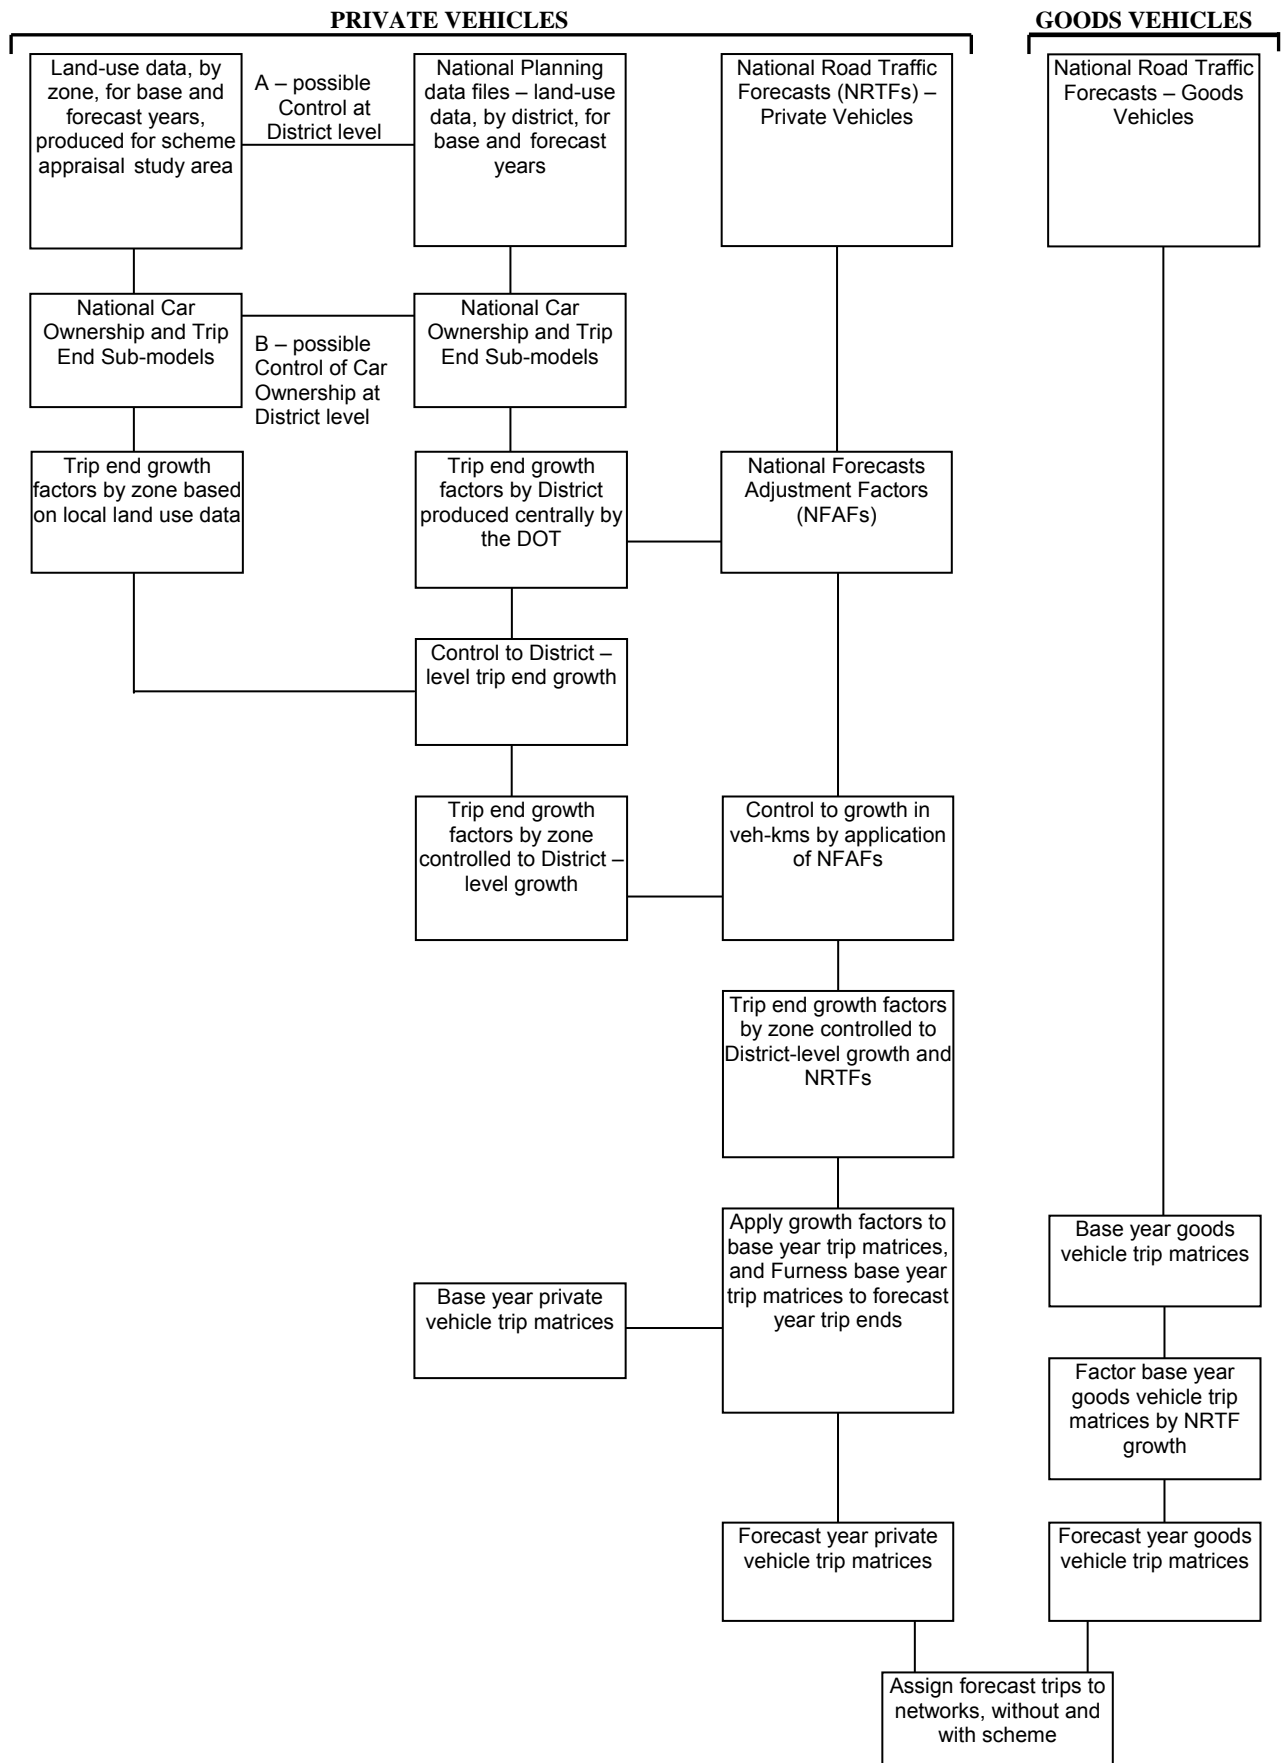 PRIVATE VEHICLES
GOODS VEHICLES
Land-use data, by
zone, for base and
forecast years,
produced for scheme
appraisal study area
A – possible
Control at
District level
National Planning
data files – land-use
data, by district, for
base and forecast
years
National Road Traffic
Forecasts (NRTFs) –
Private Vehicles
National Road Traffic
Forecasts – Goods
Vehicles
National Car
Ownership and Trip
End Sub-models
B – possible
Control of Car
Ownership at
District level
National Car
Ownership and Trip
End Sub-models
Trip end growth
factors by zone based
on local land use data
Trip end growth
factors by District
produced centrally by
the DOT
National Forecasts
Adjustment Factors
(NFAFs)
Control to District –
level trip end growth
Trip end growth
factors by zone
controlled to District –
level growth
Control to growth in
veh-kms by application
of NFAFs
Trip end growth factors
by zone controlled to
District-level growth and
NRTFs
Apply growth factors to
base year trip matrices,
and Furness base year
trip matrices to forecast
year trip ends
Base year private
vehicle trip matrices
Base year goods
vehicle trip matrices
Factor base year
goods vehicle trip
matrices by NRTF
growth
Forecast year private
vehicle trip matrices
Forecast year goods
vehicle trip matrices
Assign forecast trips to
networks, without and
with scheme